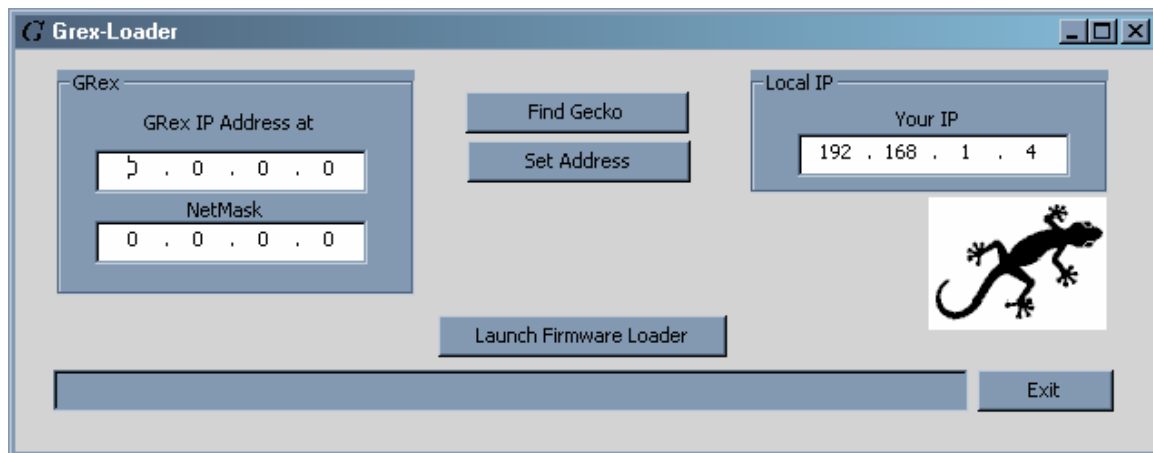 G Grex-Loader
GRex
GRex IP Address at
0 . 0 . 0 . 0
NetMask
0 . 0 . 0 . 0
Find Gecko
Set Address
Local IP
Your IP
192 . 168 . 1 . 4
Launch Firmware Loader
Exit